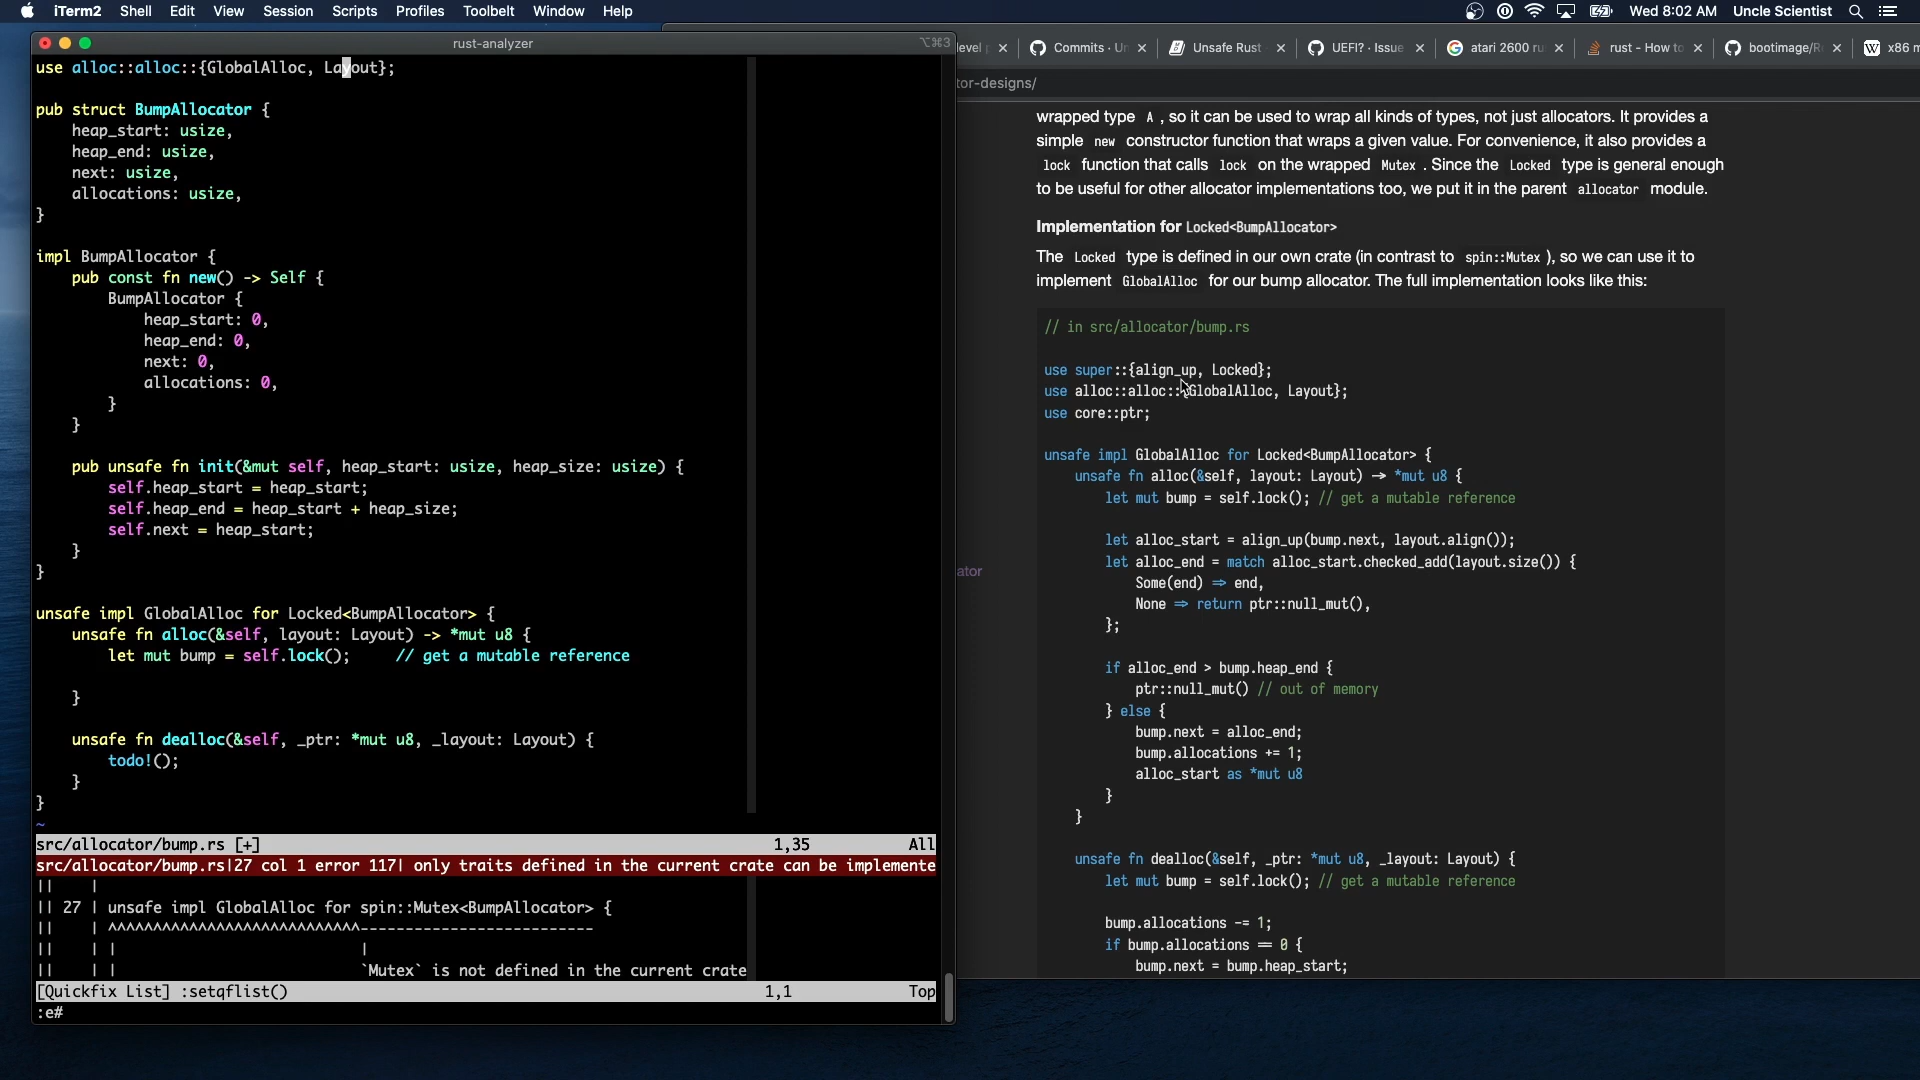 iTerm2 Shell Edit View Session Scripts Profiles Toolbelt Window Help
Wed 8:02 AM Uncle Scientist
rust-analyzer ⌥⌘3
use alloc::alloc::{GlobalAlloc, Layout};
pub struct BumpAllocator {
heap_start: usize,
heap_end: usize,
next: usize,
allocations: usize,
}
impl BumpAllocator {
pub const fn new() -> Self {
BumpAllocator {
heap_start: 0,
heap_end: 0,
next: 0,
allocations: 0,
}
}
pub unsafe fn init(&mut self, heap_start: usize, heap_size: usize) {
self.heap_start = heap_start;
self.heap_end = heap_start + heap_size;
self.next = heap_start;
}
}
unsafe impl GlobalAlloc for Locked<BumpAllocator> {
unsafe fn alloc(&self, layout: Layout) -> *mut u8 {
let mut bump = self.lock();    // get a mutable reference
}
unsafe fn dealloc(&self, _ptr: *mut u8, _layout: Layout) {
todo!();
}
}
~
src/allocator/bump.rs [+] 1,35 All
src/allocator/bump.rs|27 col 1 error 117| only traits defined in the current crate can be implemente
|| |
|| 27 | unsafe impl GlobalAlloc for spin::Mutex<BumpAllocator> {
|| | ^^^^^^^^^^^^^^^^^^^^^^^^^^^^--------------------------
|| | | |
|| | | `Mutex` is not defined in the current crate
[Quickfix List] :setqflist() 1,1 Top
:e#
level
Commits · Un
Unsafe Rust
UEFI? · Issue
atari 2600 ru
rust - How to
bootimage/R
x86 m
tor-designs/
ator
wrapped type A , so it can be used to wrap all kinds of types, not just allocators. It provides a
simple new constructor function that wraps a given value. For convenience, it also provides a
lock function that calls lock on the wrapped Mutex . Since the Locked type is general enough
to be useful for other allocator implementations too, we put it in the parent allocator module.
Implementation for Locked<BumpAllocator>
The Locked type is defined in our own crate (in contrast to spin::Mutex ), so we can use it to
implement GlobalAlloc for our bump allocator. The full implementation looks like this:
// in src/allocator/bump.rs
use super::{align_up, Locked};
use alloc::alloc::{GlobalAlloc, Layout};
use core::ptr;
unsafe impl GlobalAlloc for Locked<BumpAllocator> {
unsafe fn alloc(&self, layout: Layout) -> *mut u8 {
let mut bump = self.lock(); // get a mutable reference
let alloc_start = align_up(bump.next, layout.align());
let alloc_end = match alloc_start.checked_add(layout.size()) {
Some(end) => end,
None => return ptr::null_mut(),
};
if alloc_end > bump.heap_end {
ptr::null_mut() // out of memory
} else {
bump.next = alloc_end;
bump.allocations += 1;
alloc_start as *mut u8
}
}
unsafe fn dealloc(&self, _ptr: *mut u8, _layout: Layout) {
let mut bump = self.lock(); // get a mutable reference
bump.allocations -= 1;
if bump.allocations == 0 {
bump.next = bump.heap_start;